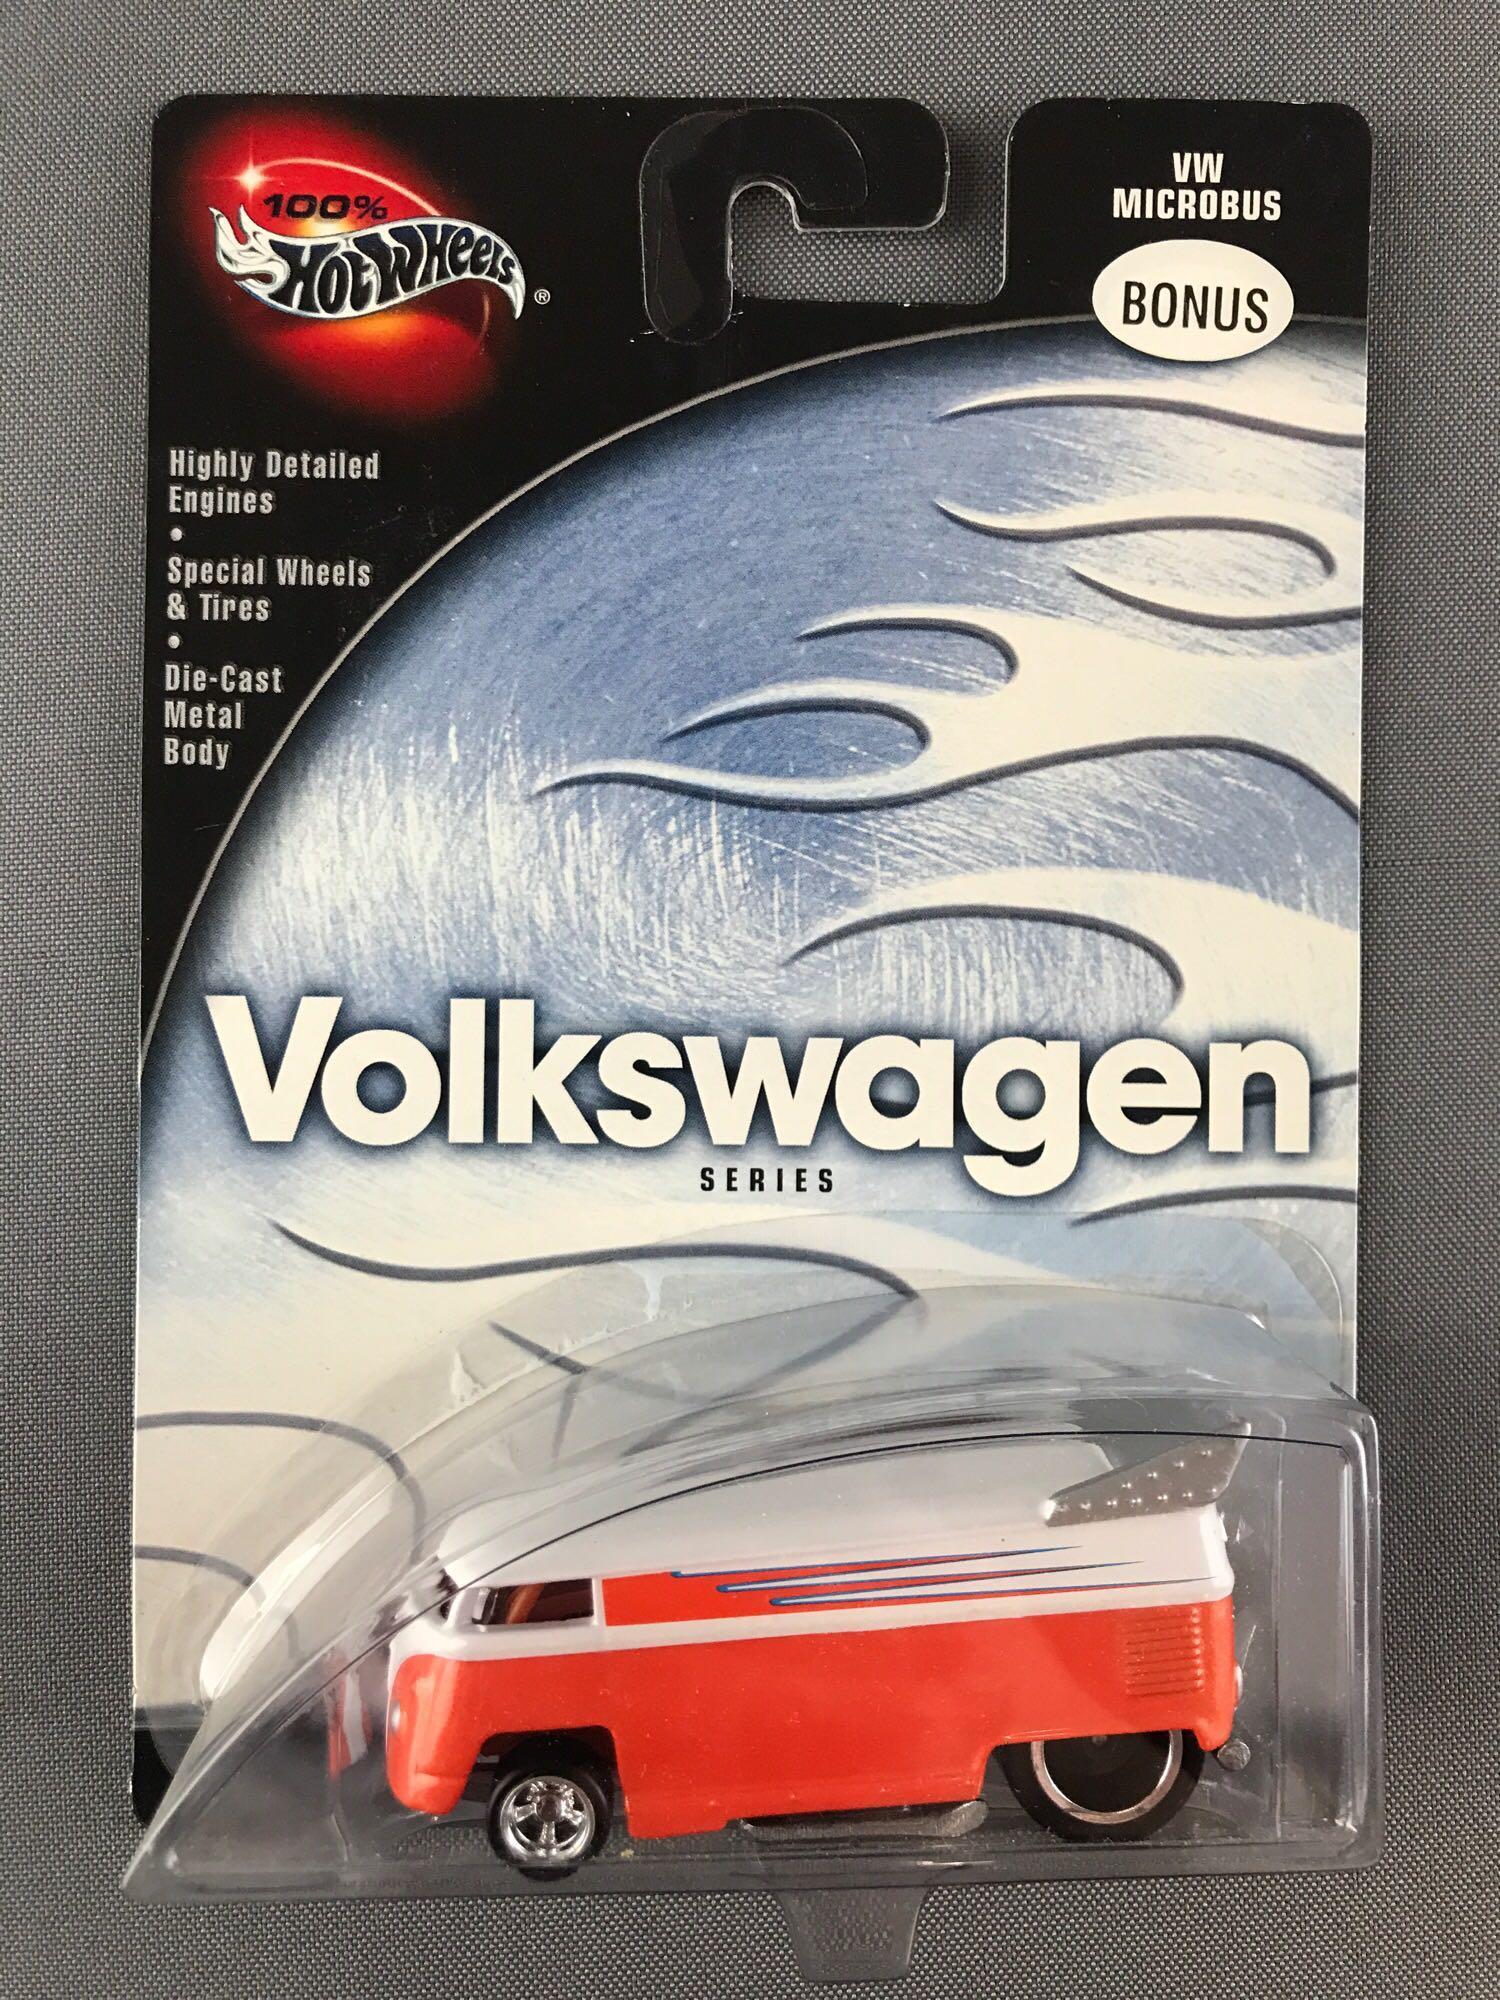 100%
Hot Wheels ®
VW
MICROBUS
BONUS
Highly Detailed
Engines
•
Special Wheels
& Tires
•
Die-Cast
Metal
Body
Volkswagen
SERIES